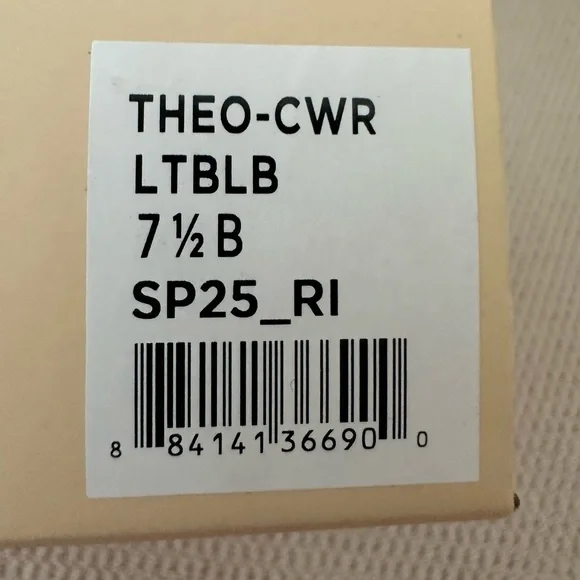 THEO-CWR
LTBLB
7 ½ B
SP25_RI
8 84141 36690 0